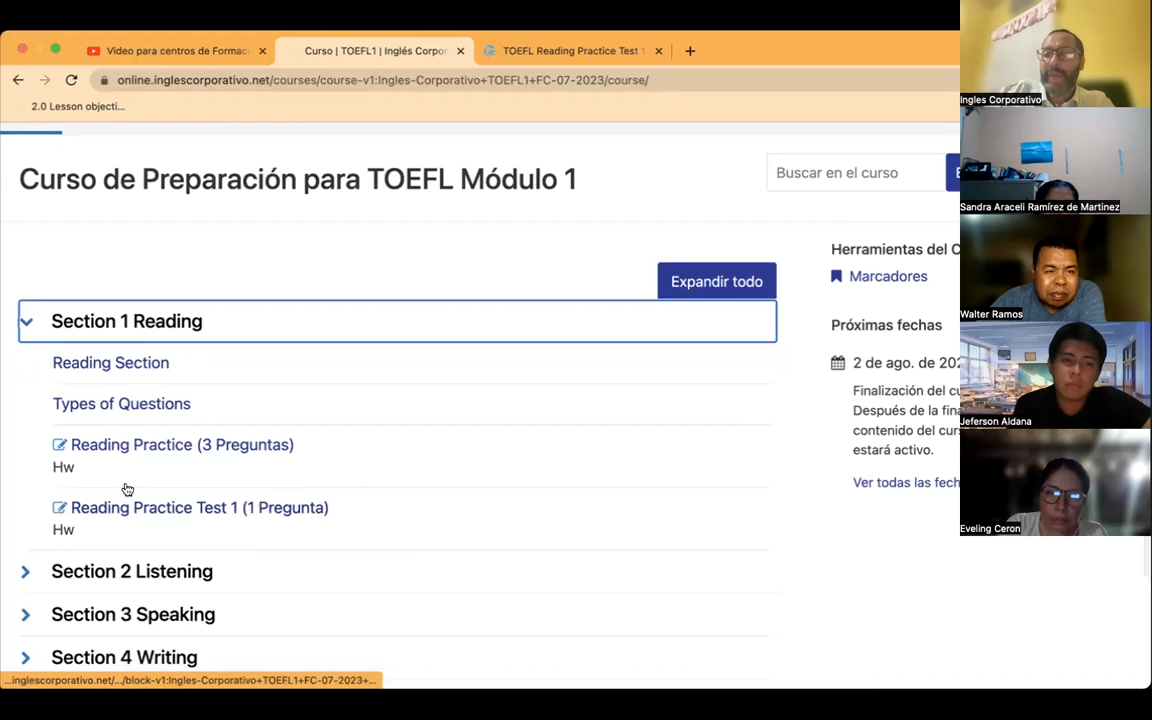 Video para centros de Formaci
Curso | TOEFL1 | Inglés Corpor
TOEFL Reading Practice Test 1
online.inglescorporativo.net/courses/course-v1:Ingles-Corporativo+TOEFL1+FC-07-2023/course/
2.0 Lesson objecti...
Curso de Preparación para TOEFL Módulo 1
Buscar en el curso
Expandir todo
Section 1 Reading
Reading Section
Types of Questions
Reading Practice (3 Preguntas)
Hw
Reading Practice Test 1 (1 Pregunta)
Hw
Section 2 Listening
Section 3 Speaking
Section 4 Writing
...inglescorporativo.net/.../block-v1:Ingles-Corporativo+TOEFL1+FC-07-2023+...
Herramientas del C
Marcadores
Próximas fechas
2 de ago. de 202
Finalización del cu
Después de la fina
contenido del curs
estará activo.
Ver todas las fech
Ingles Corporativo
Sandra Araceli Ramírez de Martinez
Walter Ramos
Jeferson Aldana
Eveling Ceron